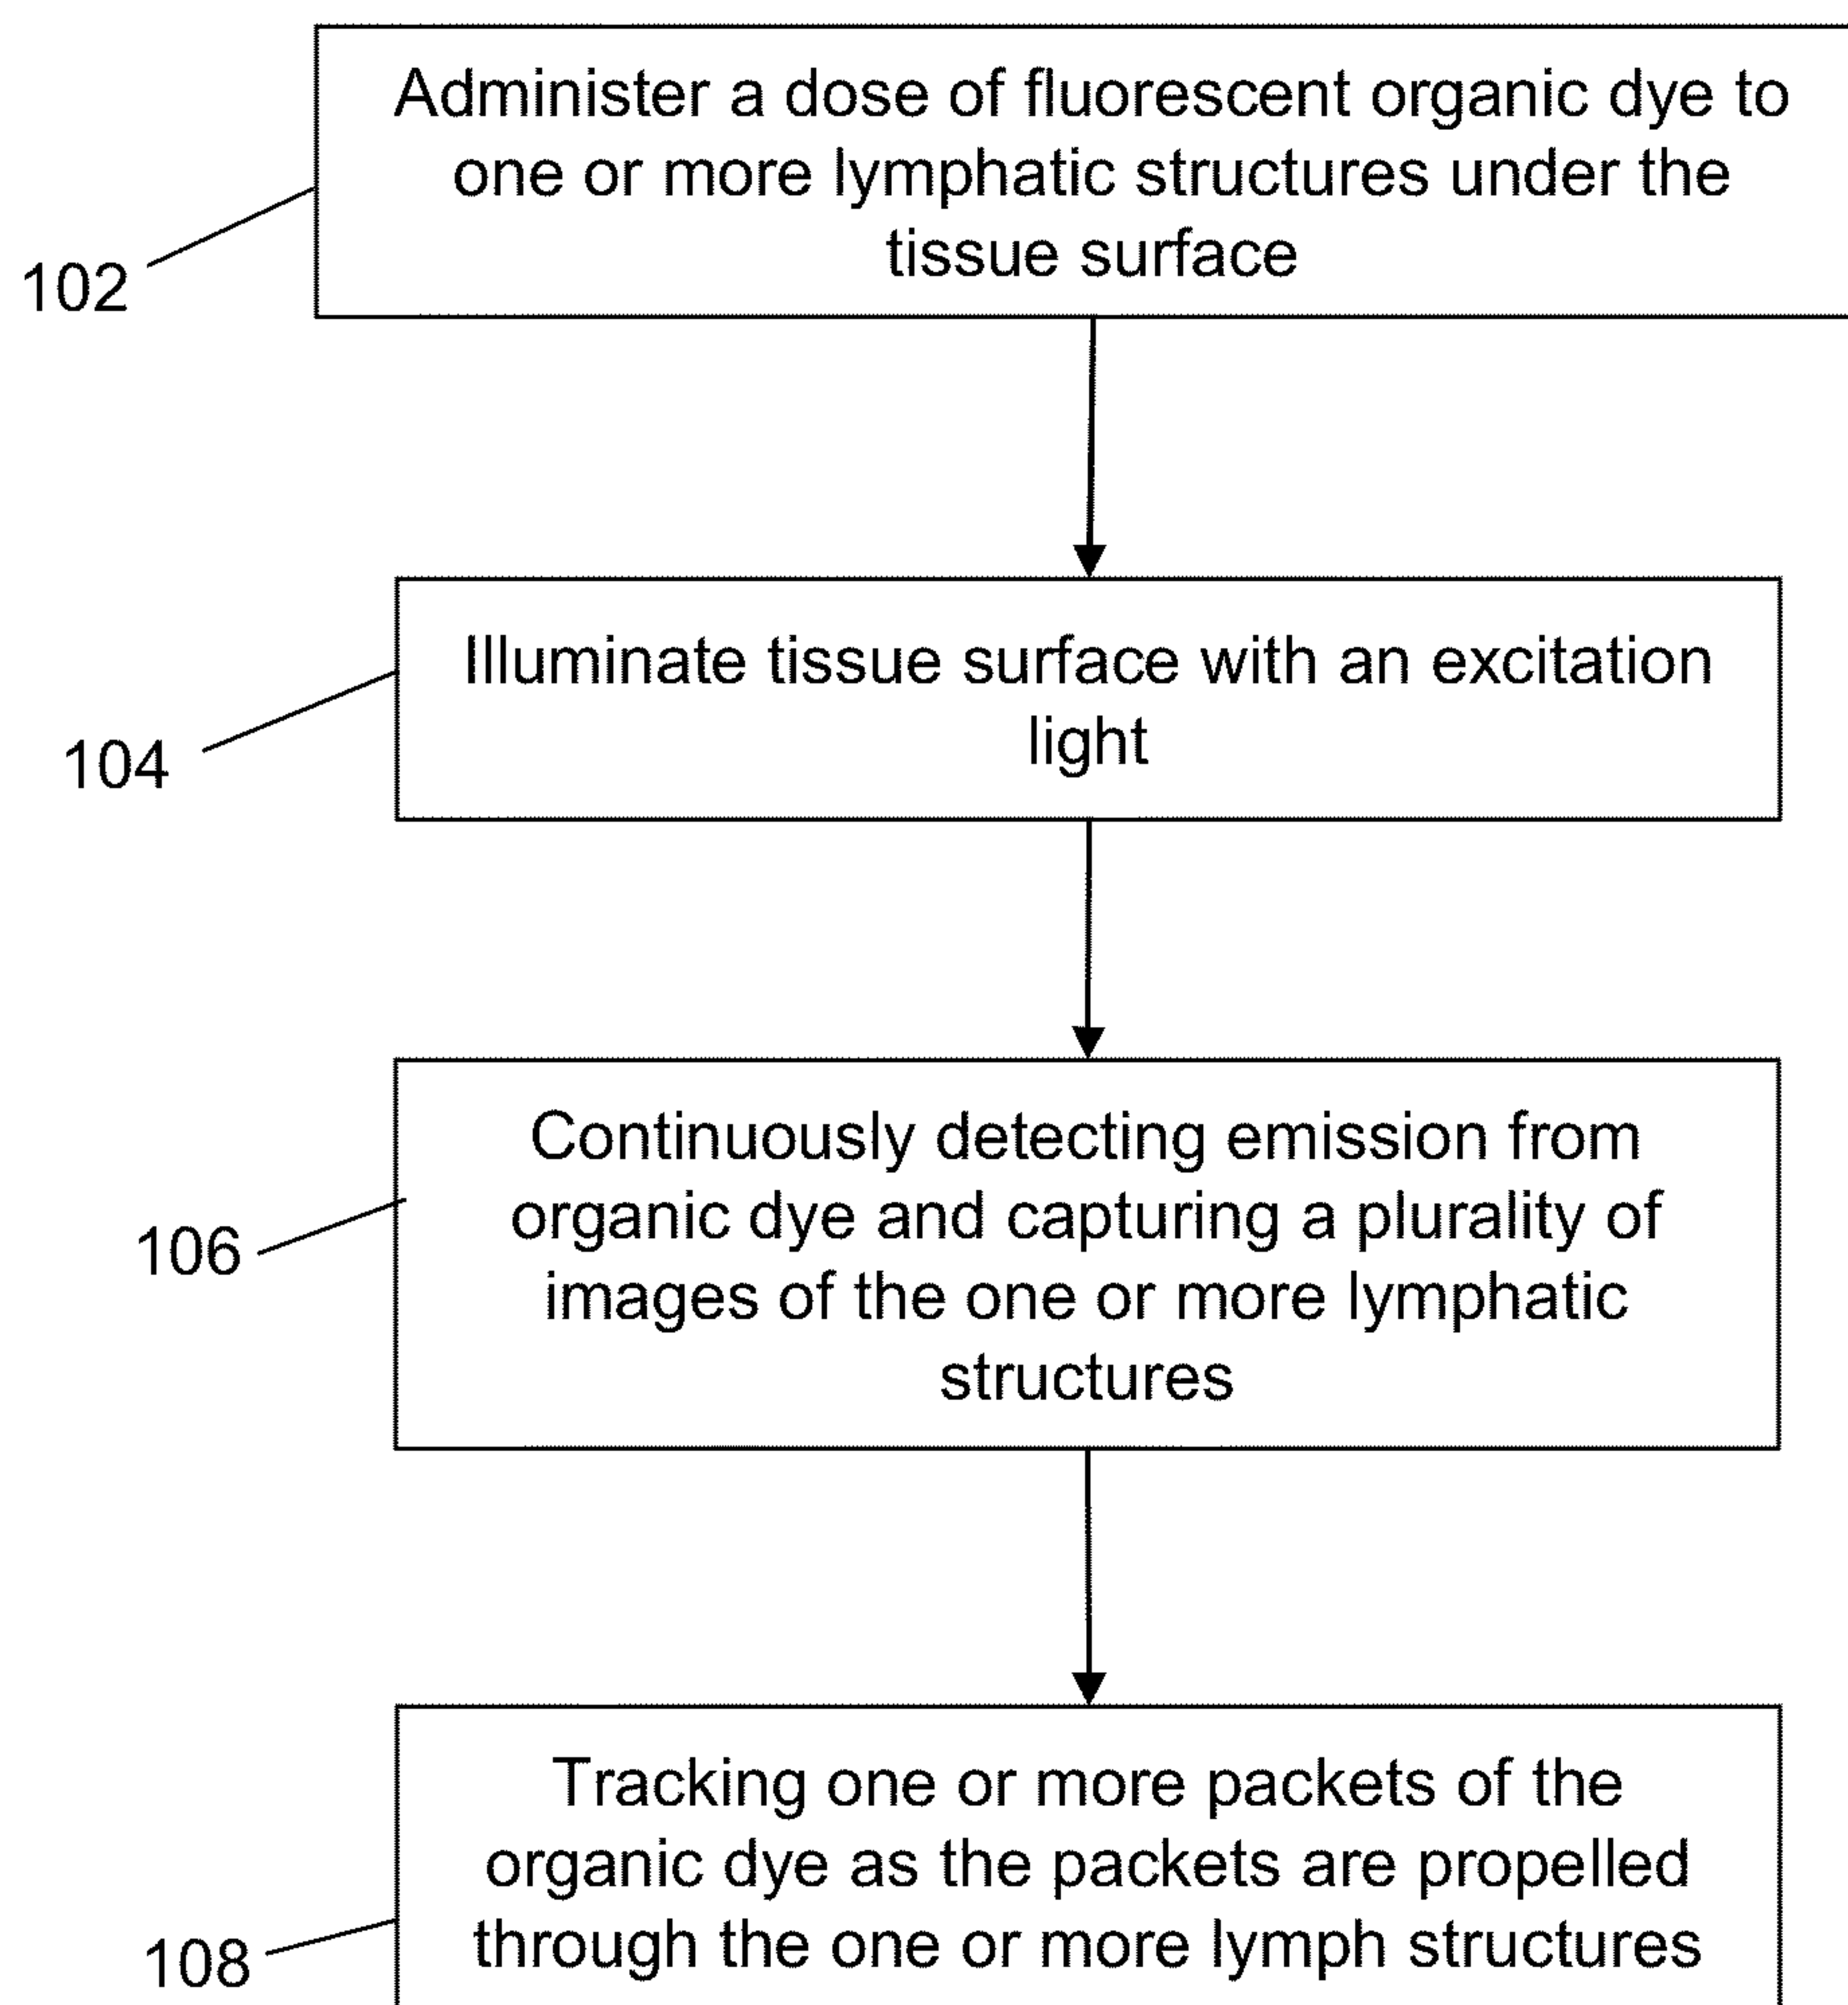 Administer a dose of fluorescent organic dye to
one or more lymphatic structures under the
tissue surface
102
Illuminate tissue surface with an excitation
light
104
Continuously detecting emission from
organic dye and capturing a plurality of
images of the one or more lymphatic
structures
106
Tracking one or more packets of the
organic dye as the packets are propelled
through the one or more lymph structures
108